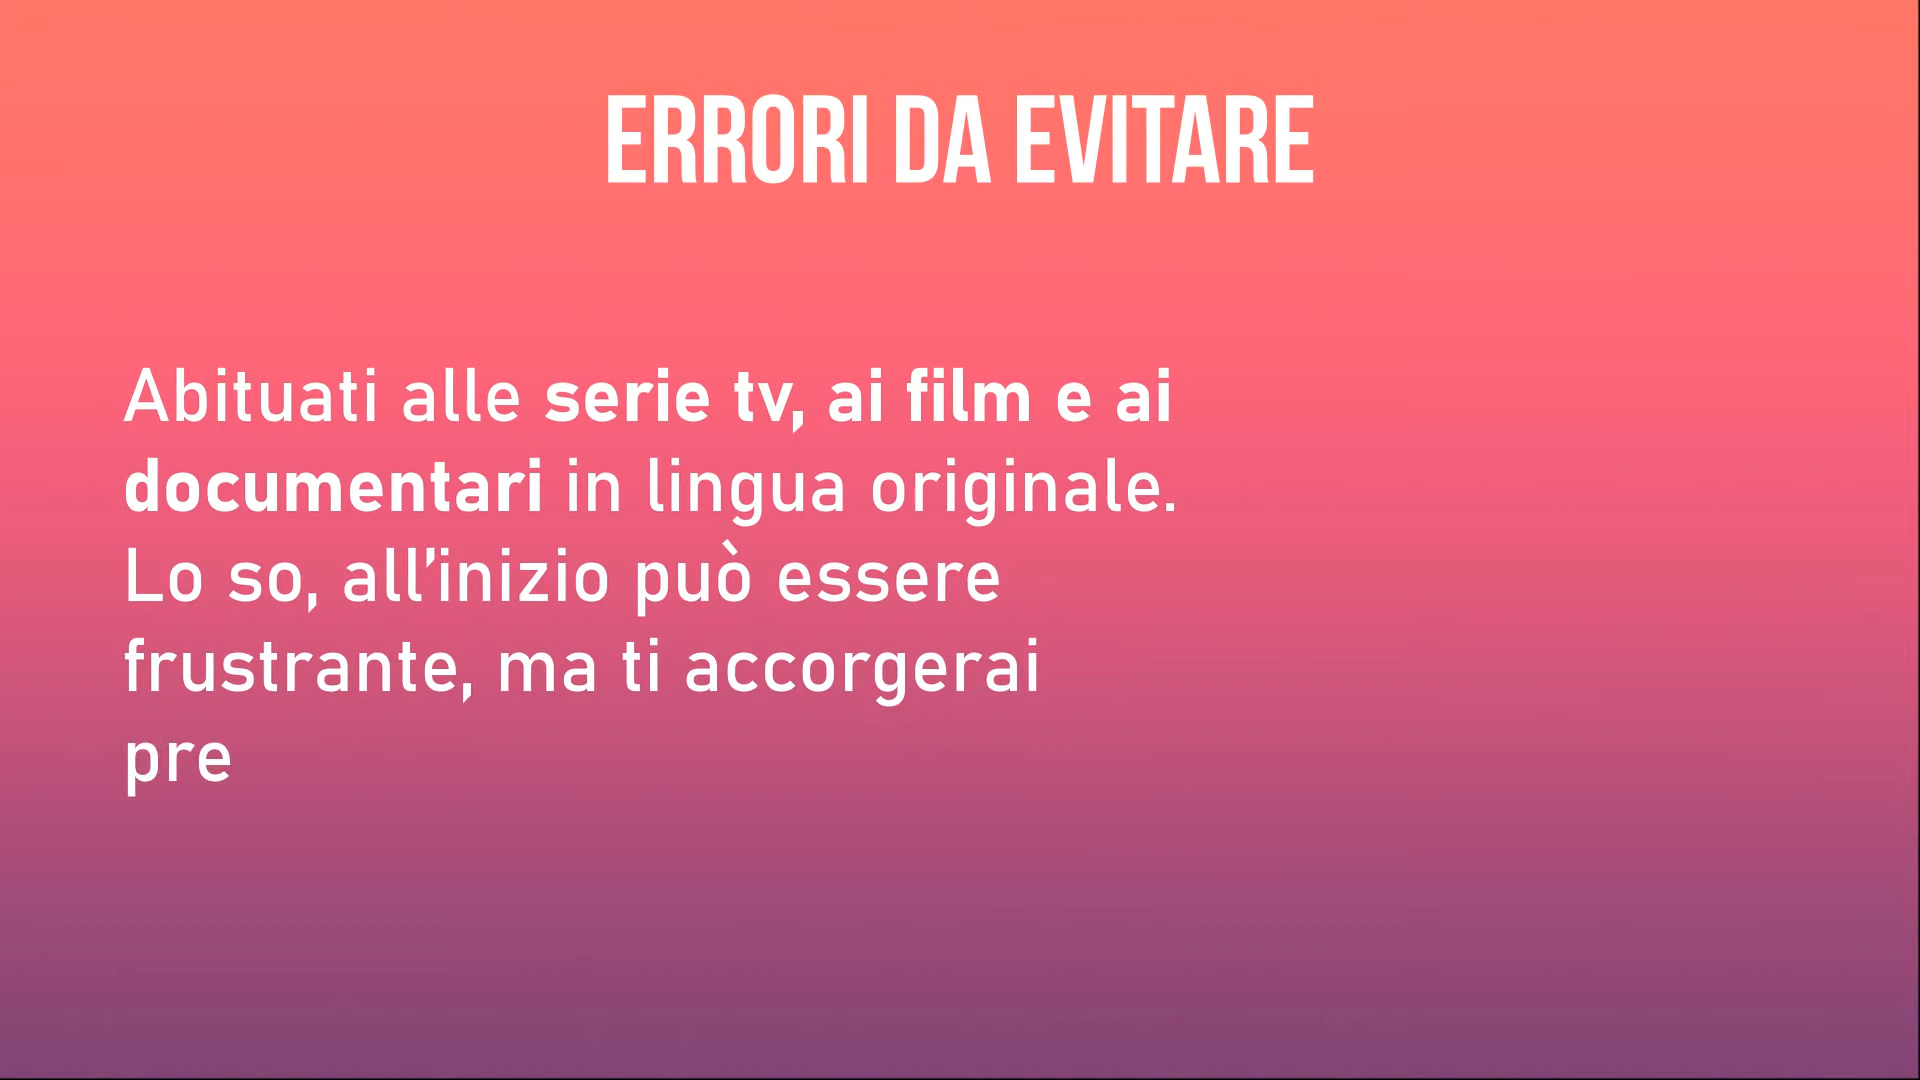 ERRORI DA EVITARE
Abituati alle serie tv, ai film e ai
documentari in lingua originale.
Lo so, all’inizio può essere
frustrante, ma ti accorgerai
pre